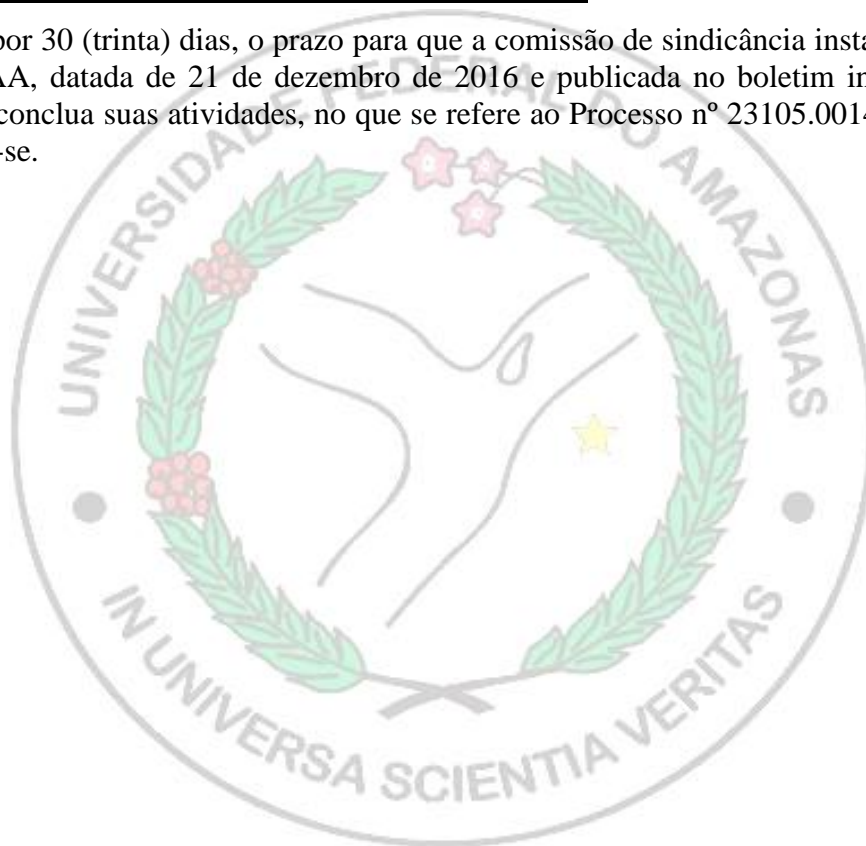 por 30 (trinta) dias, o prazo para que a comissão de sindicância insta
AA, datada de 21 de dezembro de 2016 e publicada no boletim in
conclua suas atividades, no que se refere ao Processo nº 23105.0014
-se.
UNIVERSIDADE FEDERAL DO AMAZONAS
IN UNIVERSA SCIENTIA VERITAS